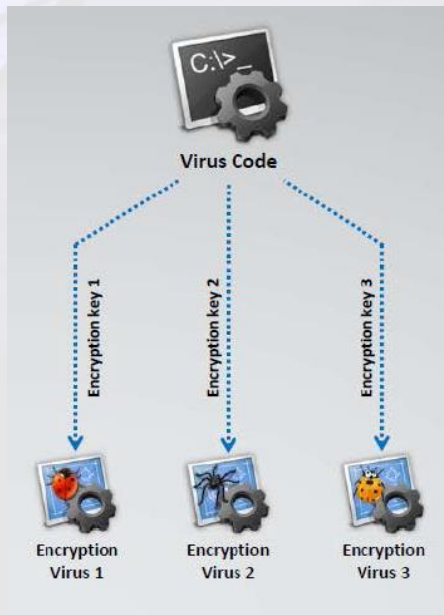 C:\>_
Virus Code
Encryption key 1
Encryption key 2
Encryption key 3
Encryption
Virus 1
Encryption
Virus 2
Encryption
Virus 3